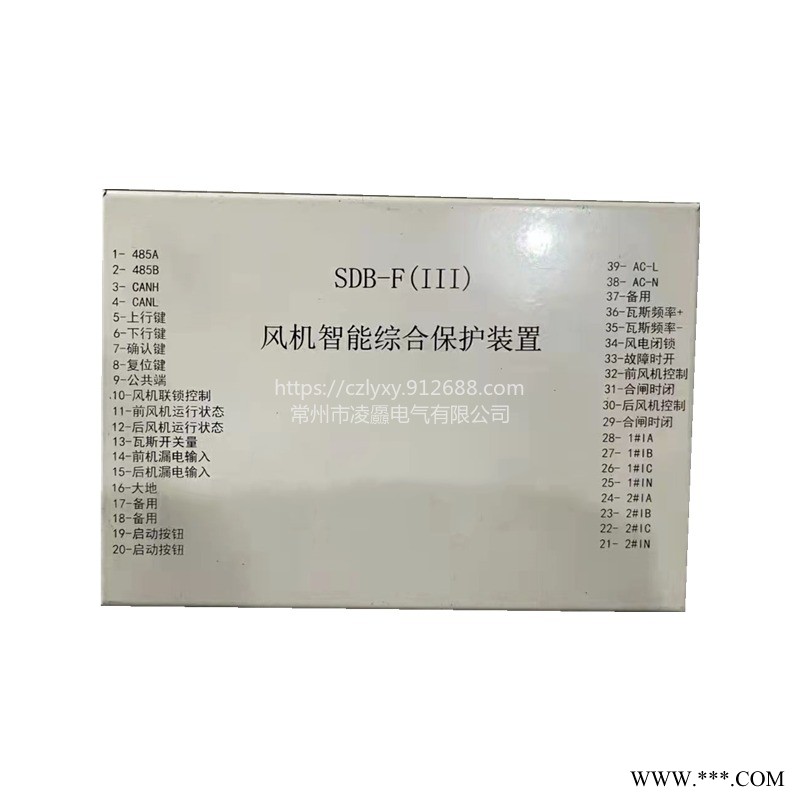 SDB-F(III)
风机智能综合保护装置
https://czlyxy.912688.com
常州市凌龘电气有限公司
1- 485A
2- 485B
3- CANH
4- CANL
5-上行键
6-下行键
7-确认键
8-复位键
9-公共端
10-风机联锁控制
11-前风机运行状态
12-后风机运行状态
13-瓦斯开关量
14-前机漏电输入
15-后机漏电输入
16-大地
17-备用
18-备用
19-启动按钮
20-启动按钮
39- AC-L
38- AC-N
37-备用
36-瓦斯频率+
35-瓦斯频率-
34-风电闭锁
33-故障时开
32-前风机控制
31-合闸时闭
30-后风机控制
29-合闸时闭
28- 1#IA
27- 1#IB
26- 1#IC
25- 1#IN
24- 2#IA
23- 2#IB
22- 2#IC
21- 2#IN
WWW.***.COM